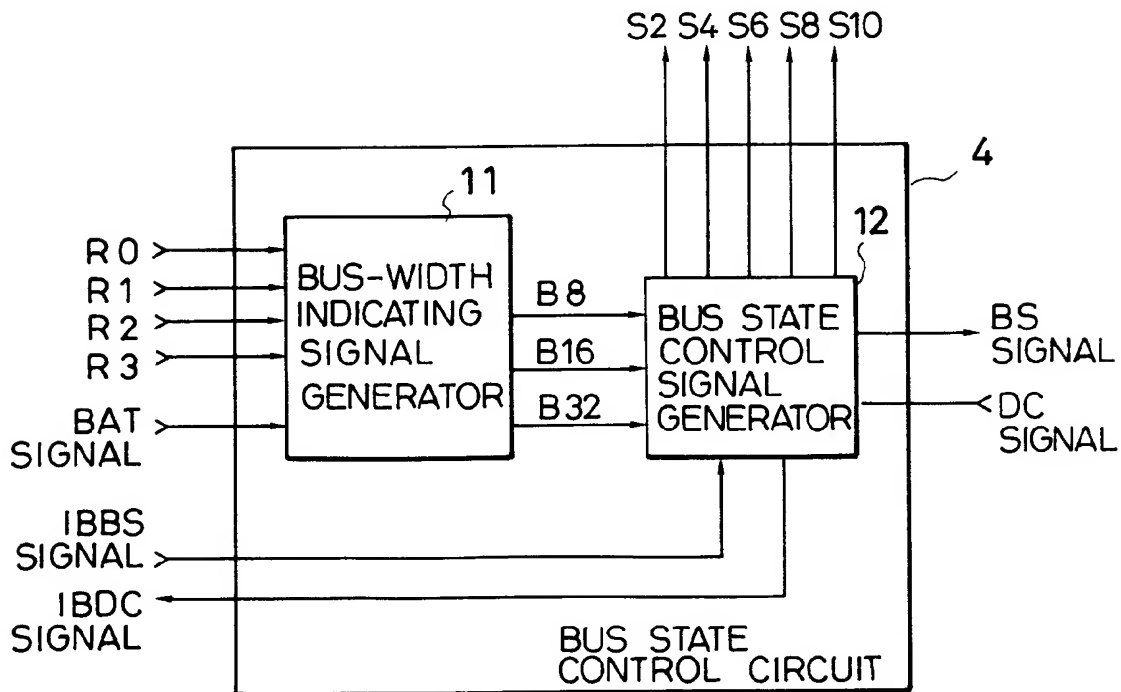 S2 S4 S6 S8 S10
4
11
12
R0
R1
R2
R3
BAT
SIGNAL
BUS-WIDTH
INDICATING
SIGNAL
GENERATOR
B8
B16
B32
BUS STATE
CONTROL
SIGNAL
GENERATOR
BS
SIGNAL
DC
SIGNAL
IBBS
SIGNAL
IBDC
SIGNAL
BUS STATE
CONTROL CIRCUIT